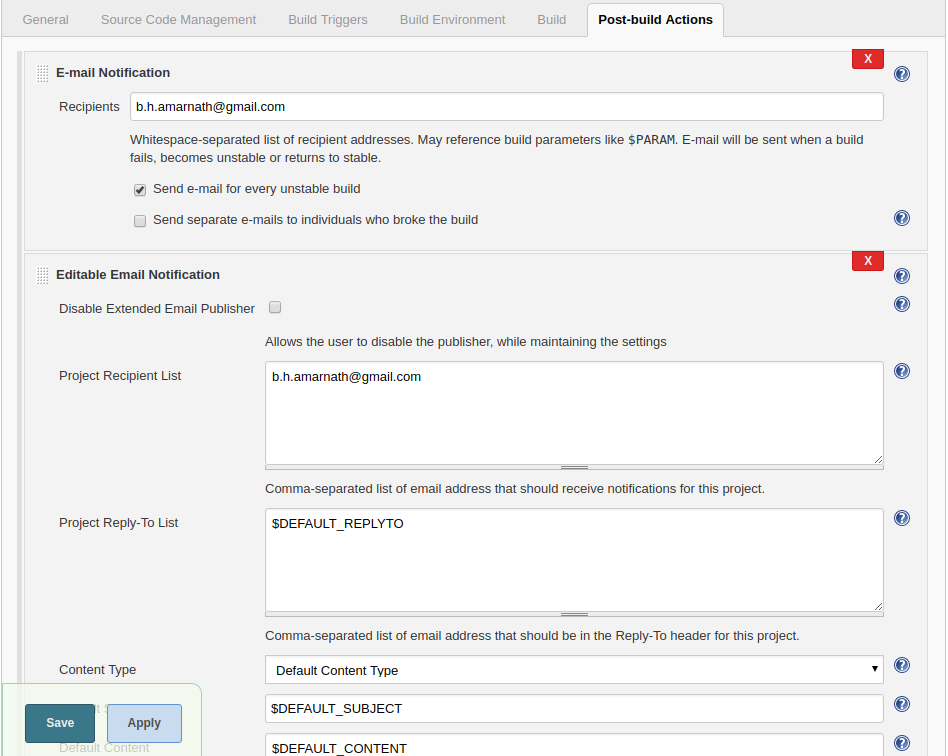 General Source Code Management Build Triggers Build Environment Build Post-build Actions
X
E-mail Notification
Recipients b.h.amarnath@gmail.com
Whitespace-separated list of recipient addresses. May reference build parameters like $PARAM. E-mail will be sent when a build
fails, becomes unstable or returns to stable.
Send e-mail for every unstable build
Send separate e-mails to individuals who broke the build
X
Editable Email Notification
Disable Extended Email Publisher
Allows the user to disable the publisher, while maintaining the settings
Project Recipient List b.h.amarnath@gmail.com
Comma-separated list of email address that should receive notifications for this project.
Project Reply-To List $DEFAULT_REPLYTO
Comma-separated list of email address that should be in the Reply-To header for this project.
Content Type Default Content Type
$DEFAULT_SUBJECT
Save Apply
Default Content $DEFAULT_CONTENT